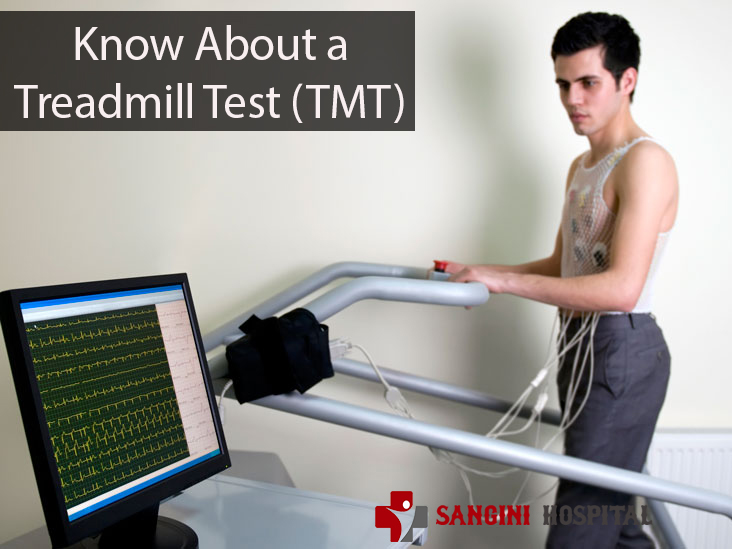 Know About a
Treadmill Test (TMT)
SANGINI HOSPITAL